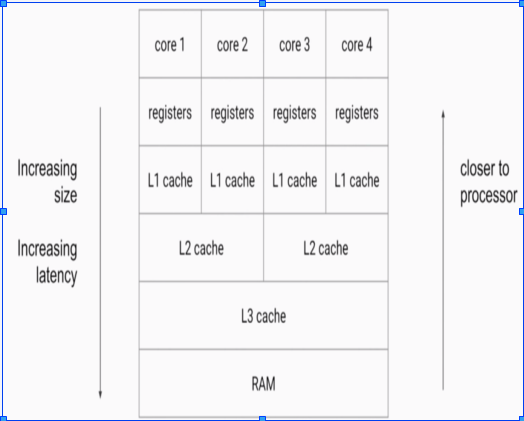 core 1 core 2 core 3 core 4
registers registers registers registers
L1 cache L1 cache L1 cache L1 cache
L2 cache L2 cache
L3 cache
RAM
Increasing
size
Increasing
latency
closer to
processor